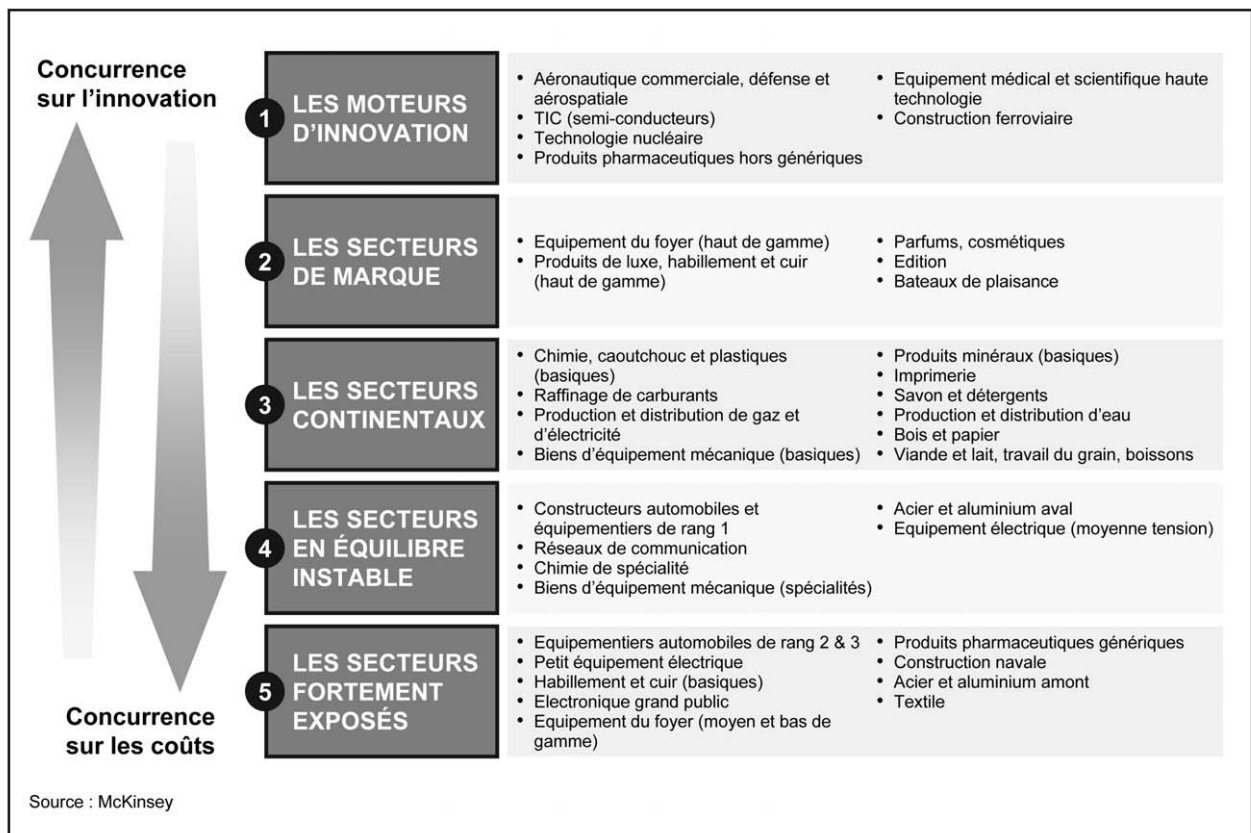 Concurrence
sur l'innovation
1
LES MOTEURS
D'INNOVATION
• Aéronautique commerciale, défense et
aérospatiale
• TIC (semi-conducteurs)
• Technologie nucléaire
• Produits pharmaceutiques hors génériques
• Equipement médical et scientifique haute
technologie
• Construction ferroviaire
2
LES SECTEURS
DE MARQUE
• Equipement du foyer (haut de gamme)
• Produits de luxe, habillement et cuir
(haut de gamme)
• Parfums, cosmétiques
• Edition
• Bateaux de plaisance
3
LES SECTEURS
CONTINENTAUX
• Chimie, caoutchouc et plastiques
(basiques)
• Raffinage de carburants
• Production et distribution de gaz et
d'électricité
• Biens d'équipement mécanique (basiques)
• Produits minéraux (basiques)
• Imprimerie
• Savon et détergents
• Production et distribution d'eau
• Bois et papier
• Viande et lait, travail du grain, boissons
4
LES SECTEURS
EN ÉQUILIBRE
INSTABLE
• Constructeurs automobiles et
équipementiers de rang 1
• Réseaux de communication
• Chimie de spécialité
• Biens d'équipement mécanique (spécialités)
• Acier et aluminium aval
• Equipement électrique (moyenne tension)
5
LES SECTEURS
FORTEMENT
EXPOSÉS
• Equipementiers automobiles de rang 2 & 3
• Petit équipement électrique
• Habillement et cuir (basiques)
• Electronique grand public
• Equipement du foyer (moyen et bas de
gamme)
• Produits pharmaceutiques génériques
• Construction navale
• Acier et aluminium amont
• Textile
Concurrence
sur les coûts
Source : McKinsey